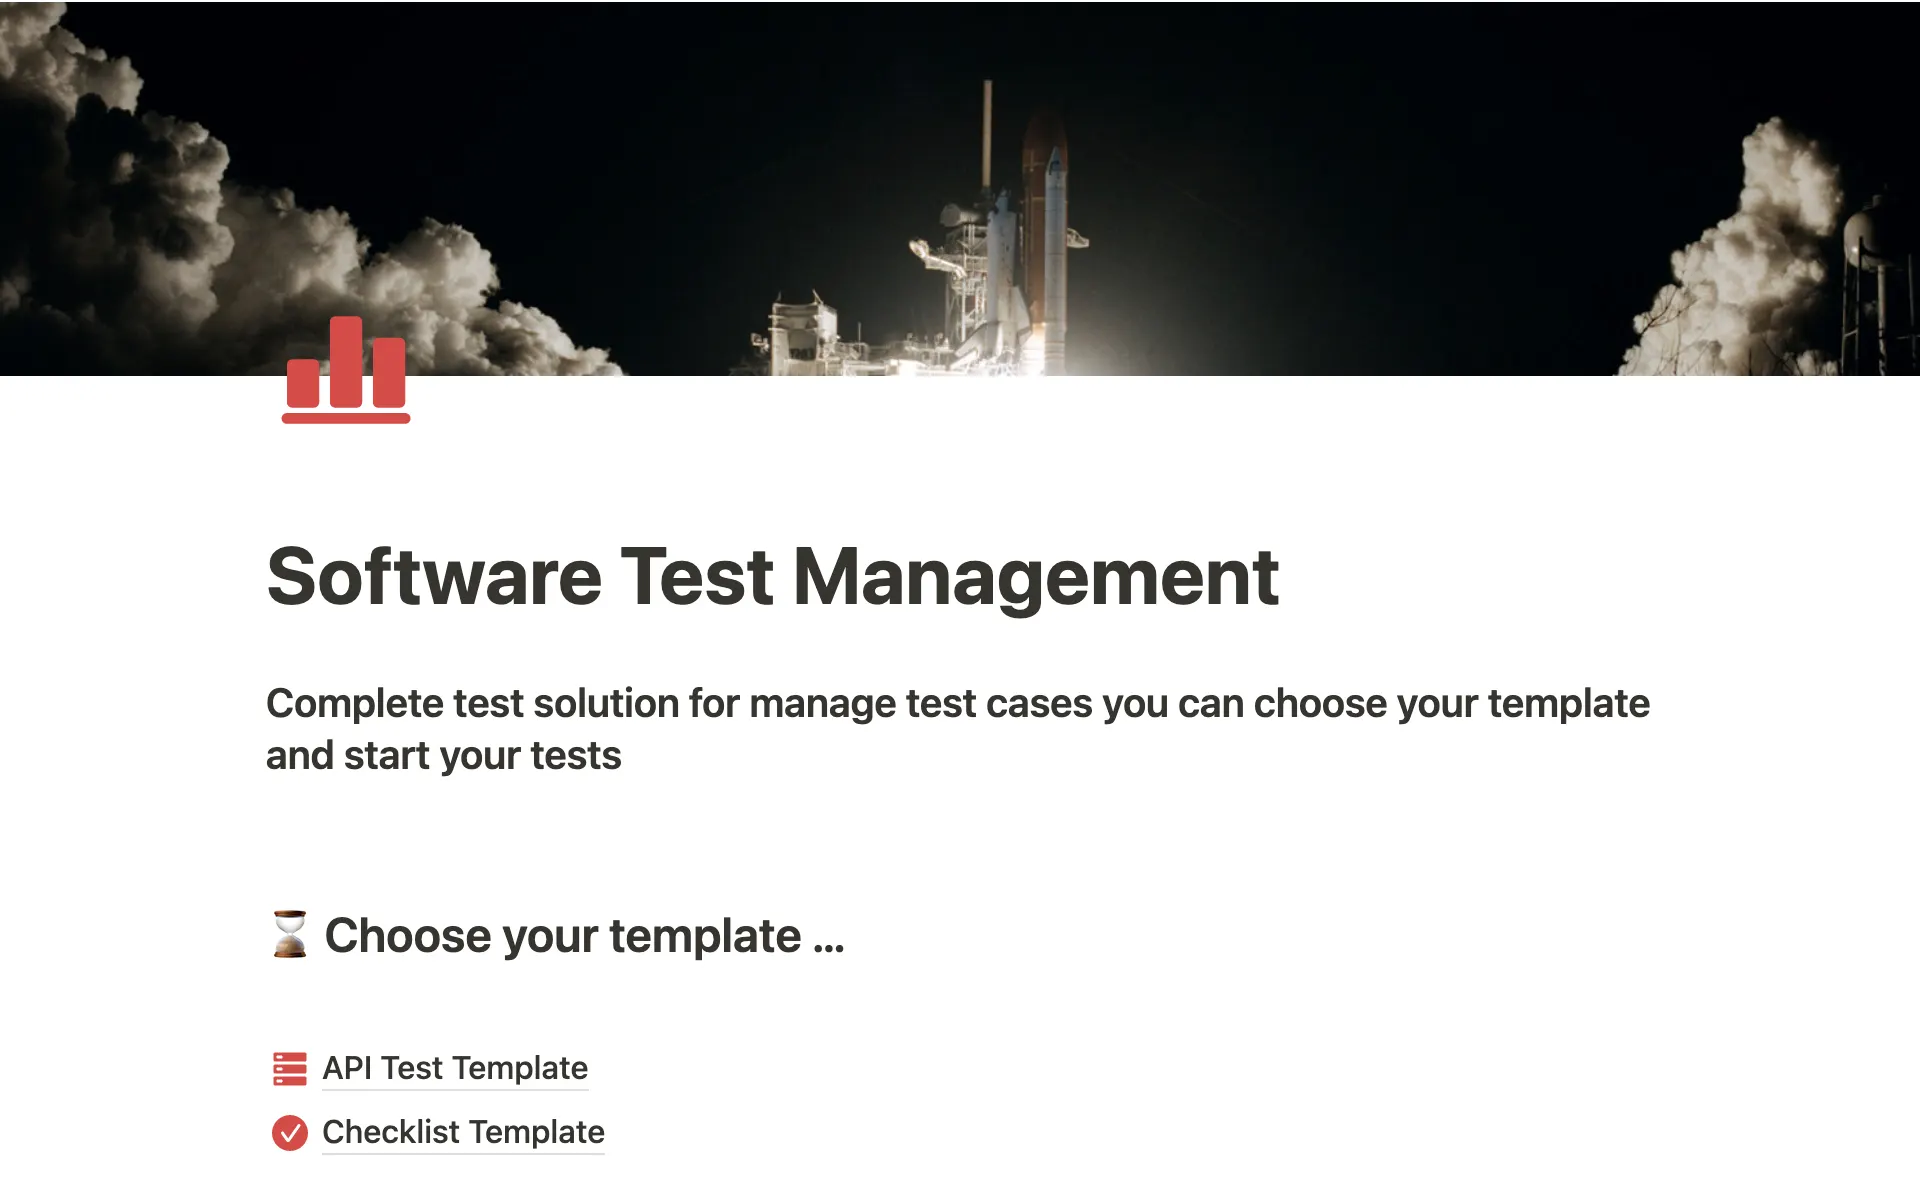 Software Test Management
Complete test solution for manage test cases you can choose your template
and start your tests
Choose your template ...
API Test Template
Checklist Template